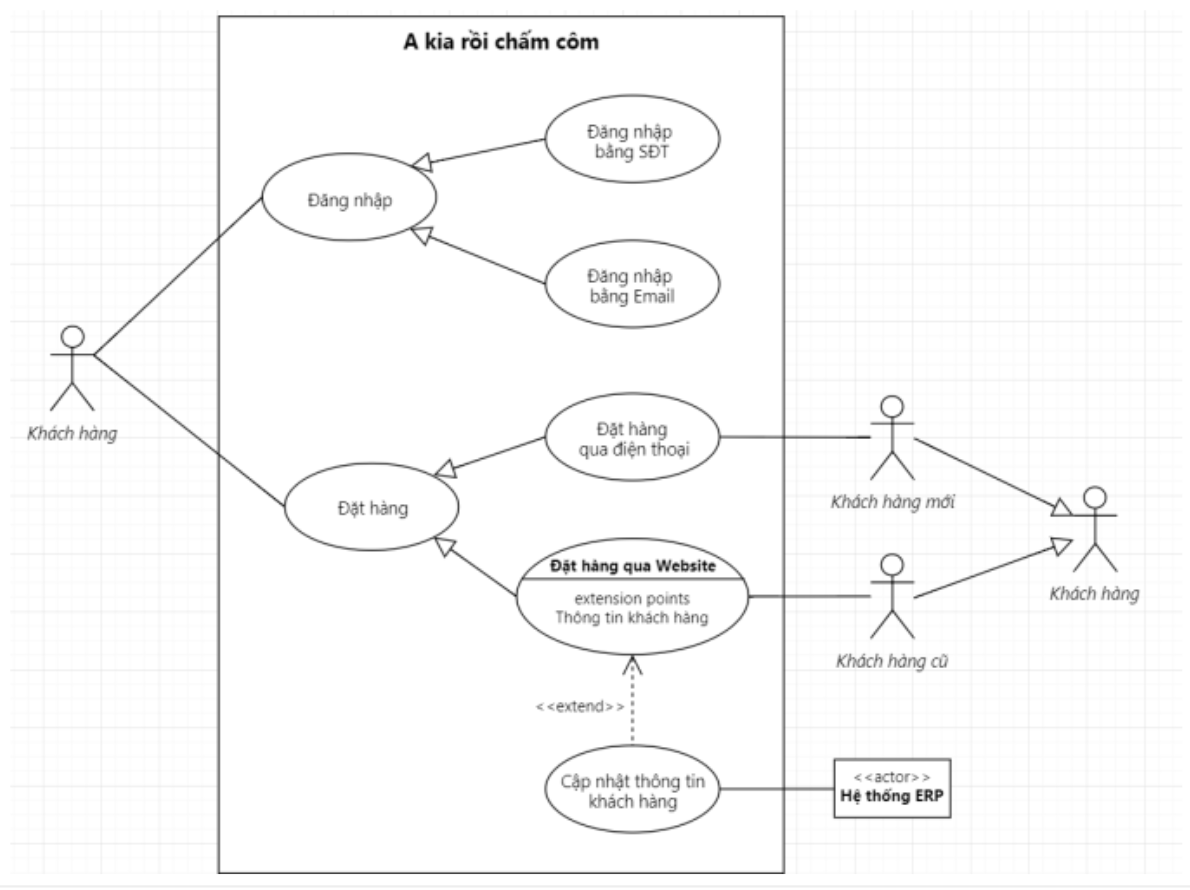 A kia rồi chấm côm
Đăng nhập
bằng SĐT
Đăng nhập
Đăng nhập
bằng Email
Khách hàng
Đặt hàng
qua điện thoại
Khách hàng mới
Đặt hàng
Đặt hàng qua Website
extension points
Thông tin khách hàng
Khách hàng
Khách hàng cũ
<<extend>>
Cập nhật thông tin
khách hàng
<<actor>>
Hệ thống ERP